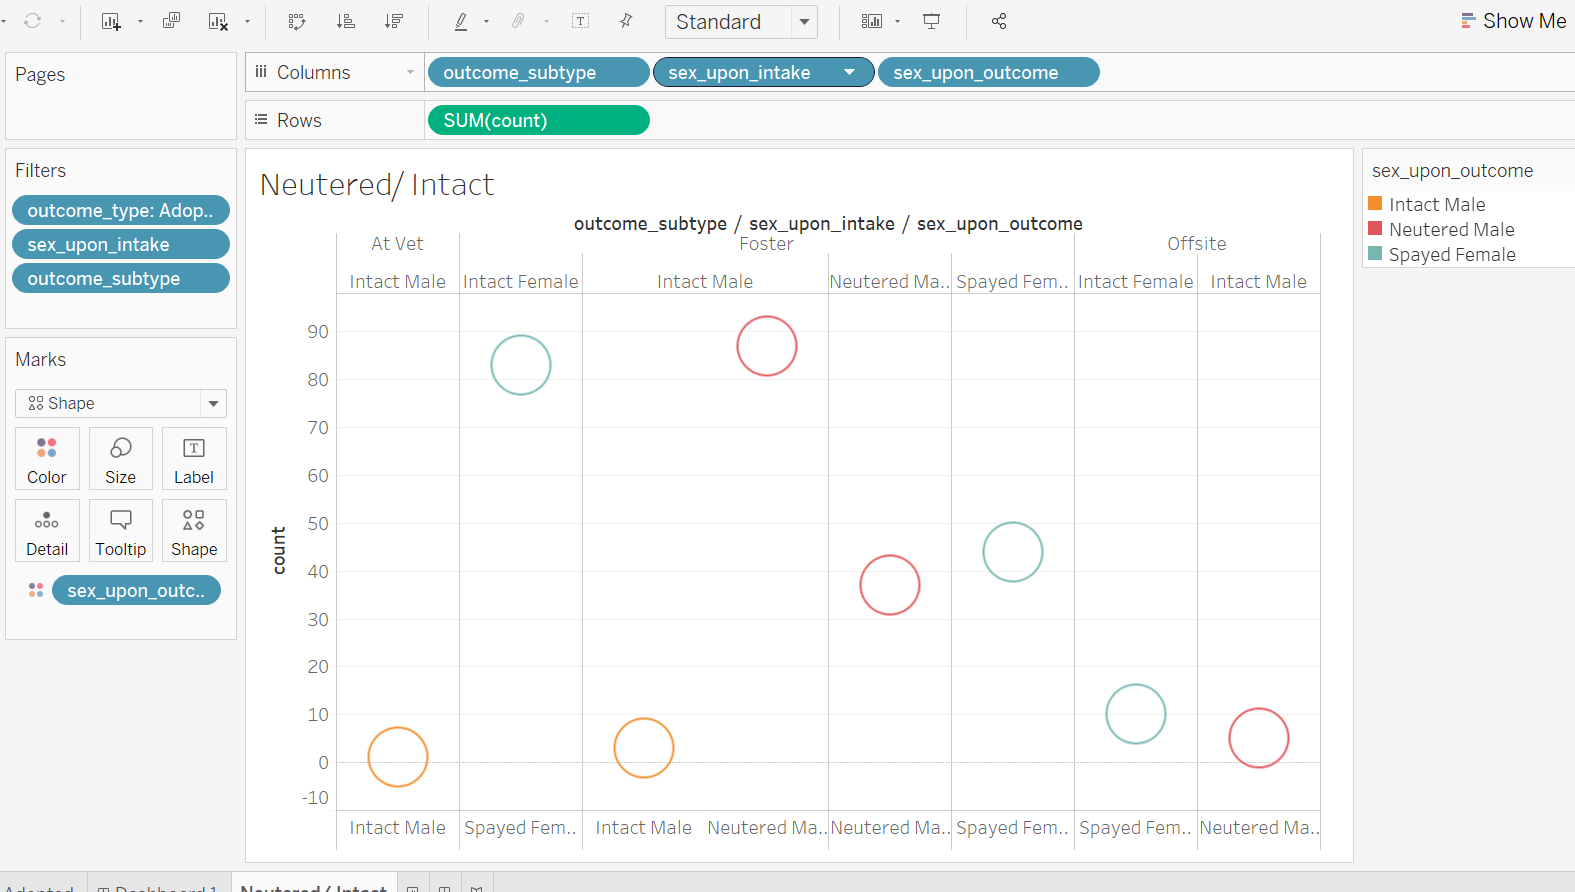 Standard
Show Me
Pages
Columns
outcome_subtype
sex_upon_intake
sex_upon_outcome
Rows
SUM(count)
Filters
outcome_type: Adop..
sex_upon_intake
outcome_subtype
Marks
Shape
Color
Size
Label
Detail
Tooltip
Shape
sex_upon_outc..
Neutered/ Intact
outcome_subtype / sex_upon_intake / sex_upon_outcome
At Vet
Foster
Offsite
Intact Male
Intact Female
Intact Male
Neutered Ma..
Spayed Fem..
Intact Female
Intact Male
90
80
70
60
50
40
30
20
10
0
-10
count
Intact Male
Spayed Fem..
Intact Male
Neutered Ma..
Neutered Ma..
Spayed Fem..
Spayed Fem..
Neutered Ma..
sex_upon_outcome
Intact Male
Neutered Male
Spayed Female
Adopted
Dashboard 1
Neutered/ Intact